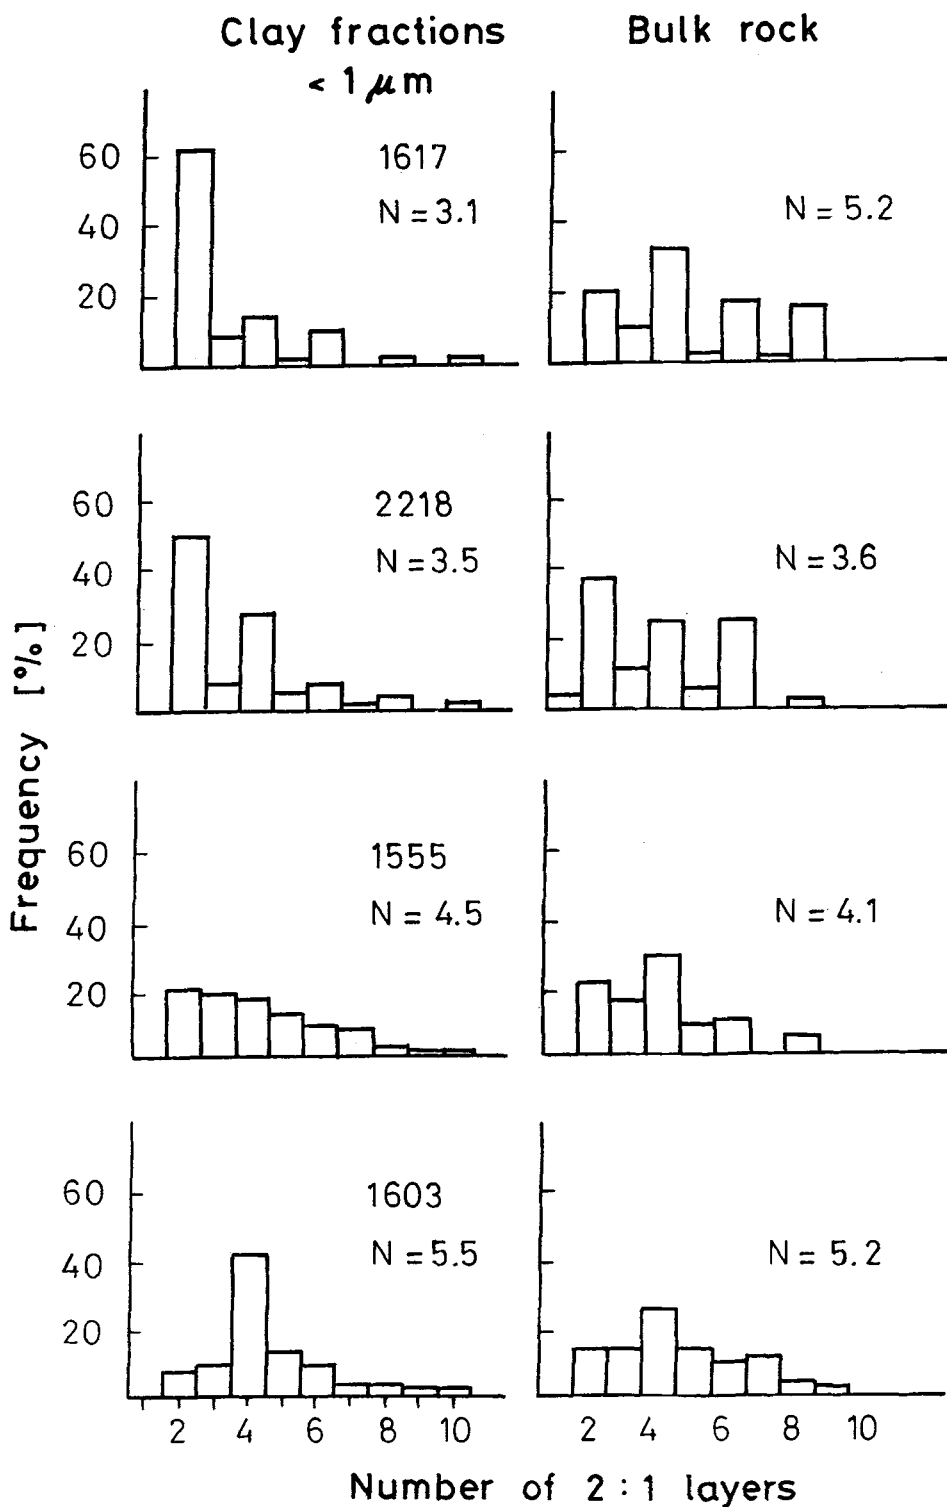 Clay fractions
< 1 μm
Bulk rock
60
40
20
1617
N = 3.1
N = 5.2
60
40
20
2218
N = 3.5
N = 3.6
60
40
20
1555
N = 4.5
N = 4.1
60
40
20
1603
N = 5.5
N = 5.2
Frequency [%]
2 4 6 8 10
2 4 6 8 10
Number of 2 : 1 layers